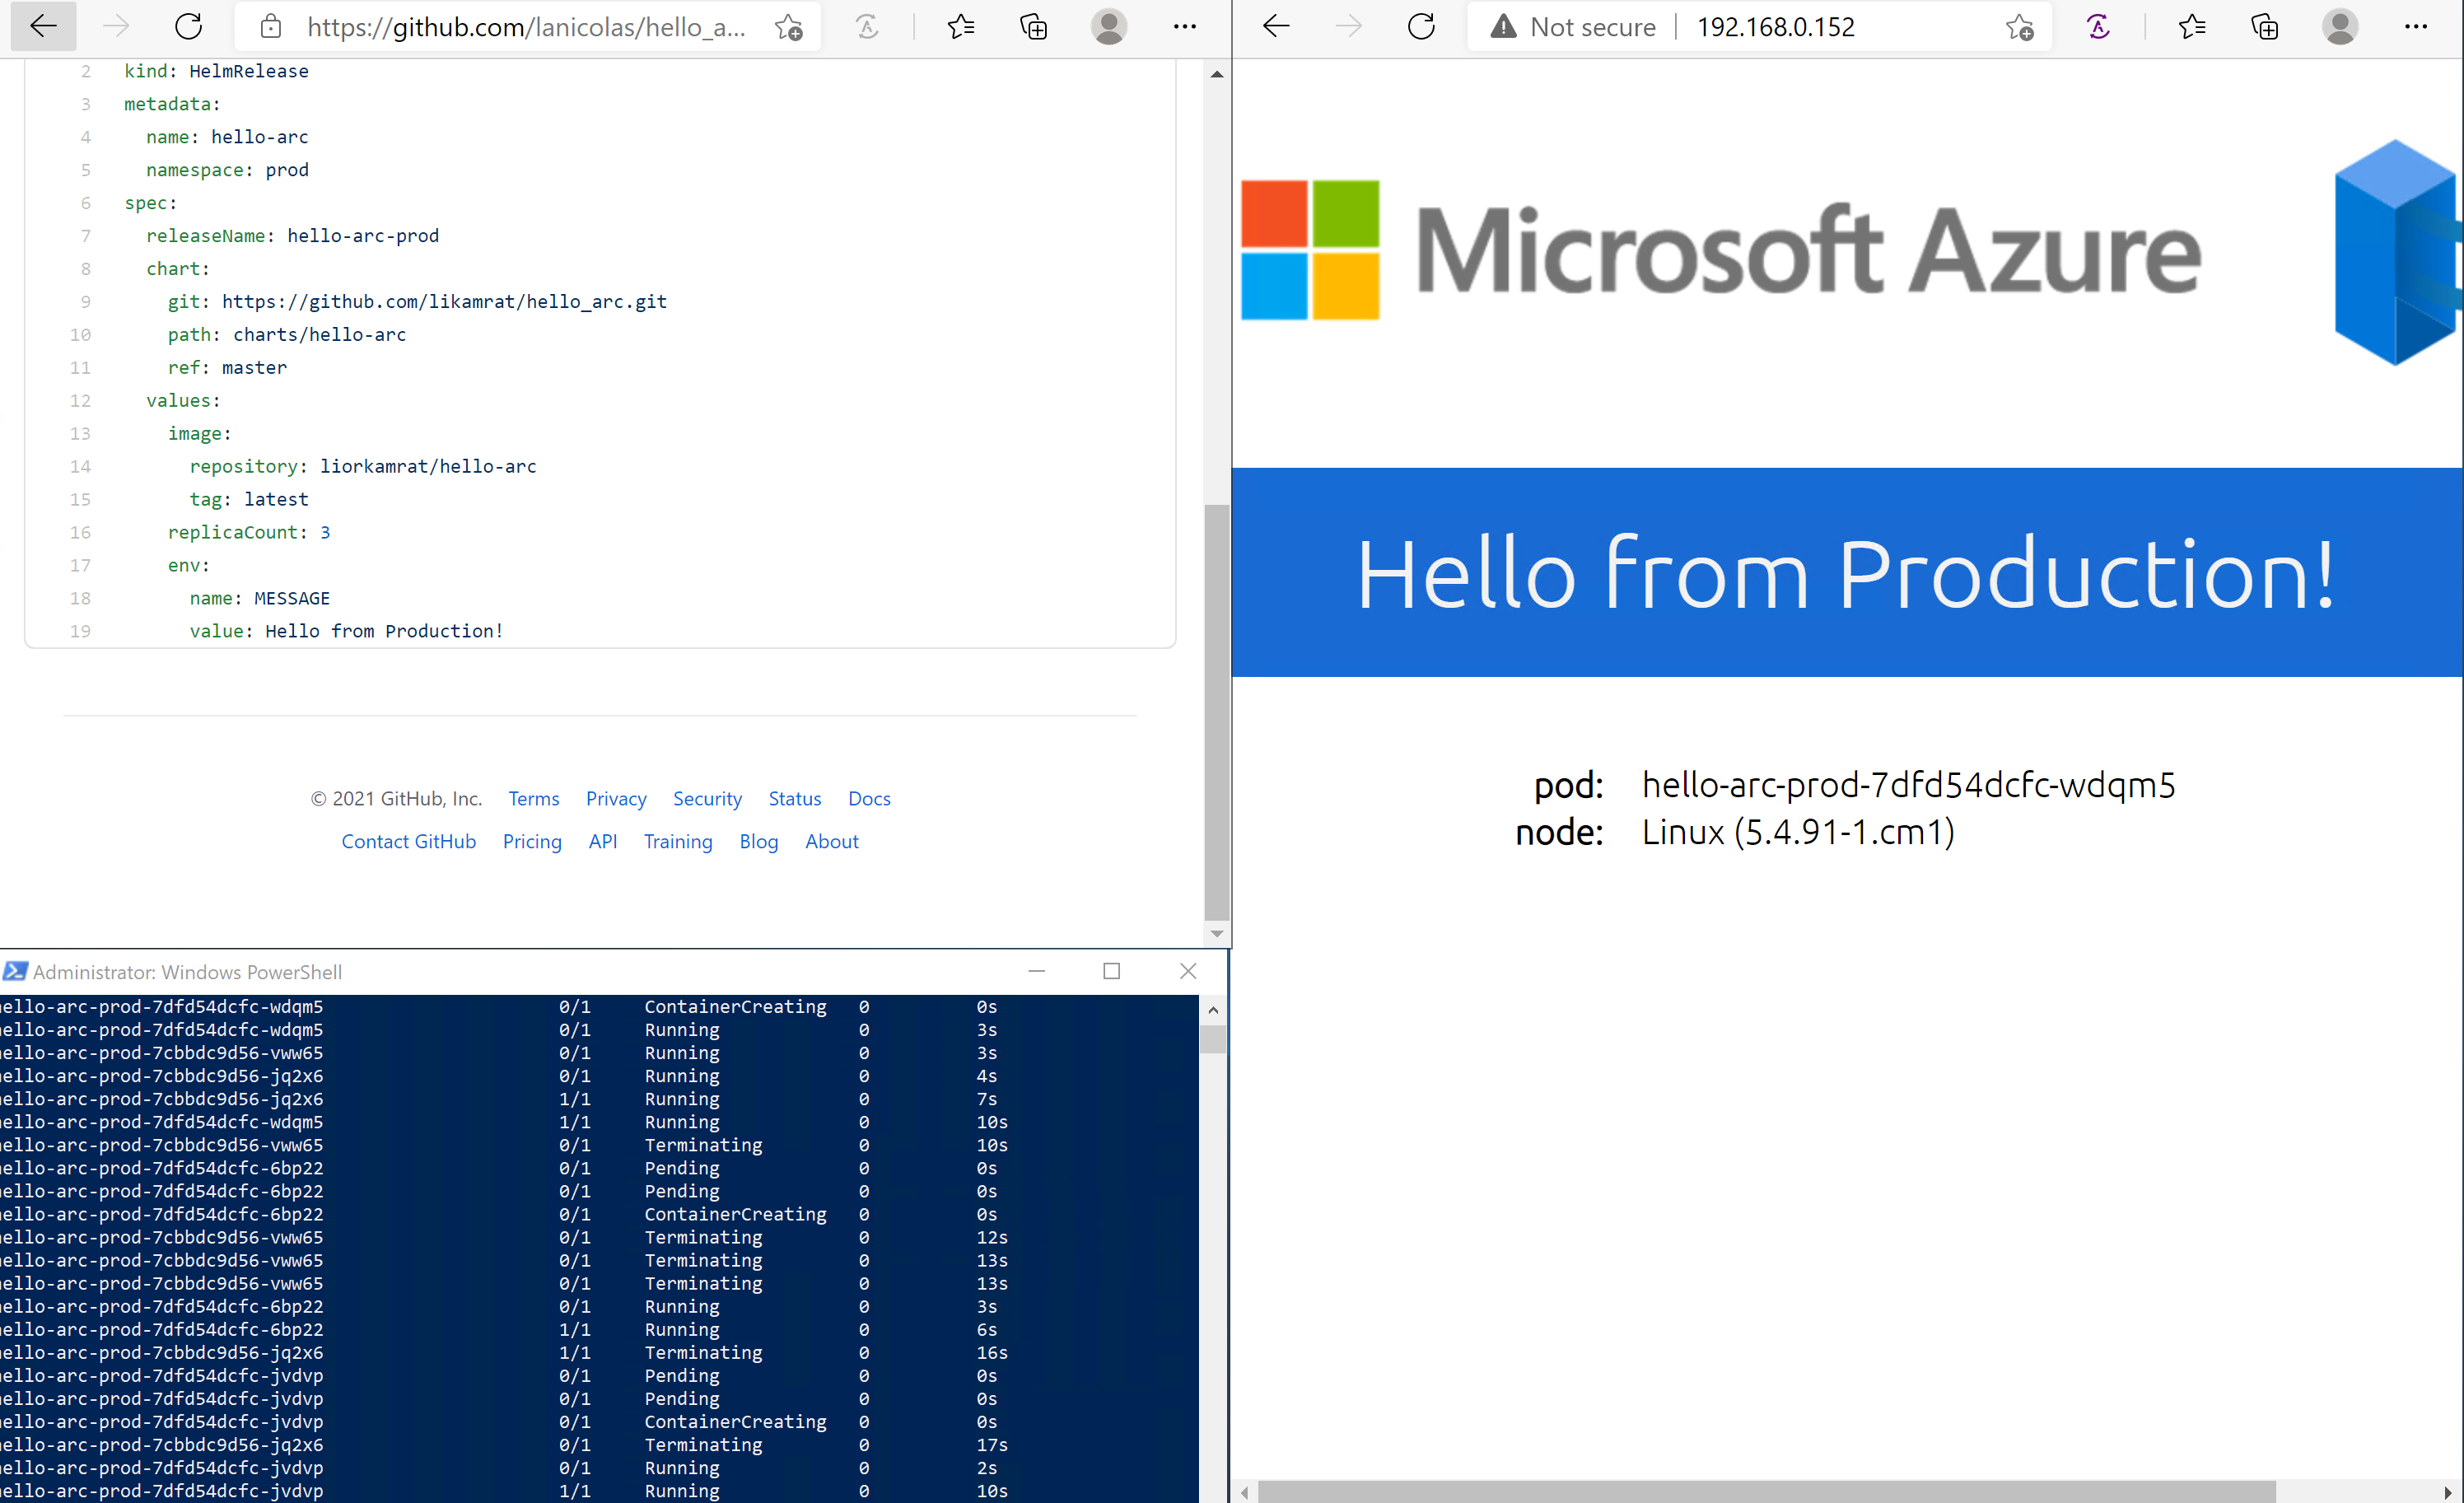 https://github.com/lanicolas/hello_a...
2 kind: HelmRelease
3 metadata:
4 name: hello-arc
5 namespace: prod
6 spec:
7 releaseName: hello-arc-prod
8 chart:
9 git: https://github.com/likamrat/hello_arc.git
10 path: charts/hello-arc
11 ref: master
12 values:
13 image:
14 repository: liorkamrat/hello-arc
15 tag: latest
16 replicaCount: 3
17 env:
18 name: MESSAGE
19 value: Hello from Production!
© 2021 GitHub, Inc. Terms Privacy Security Status Docs
Contact GitHub Pricing API Training Blog About
Administrator: Windows PowerShell
ello-arc-prod-7dfd54dcfc-wdqm5 0/1 ContainerCreating 0 0s
ello-arc-prod-7dfd54dcfc-wdqm5 0/1 Running 0 3s
ello-arc-prod-7cbbdc9d56-vww65 0/1 Running 0 3s
ello-arc-prod-7cbbdc9d56-jq2x6 0/1 Running 0 4s
ello-arc-prod-7cbbdc9d56-jq2x6 1/1 Running 0 7s
ello-arc-prod-7dfd54dcfc-wdqm5 1/1 Running 0 10s
ello-arc-prod-7cbbdc9d56-vww65 0/1 Terminating 0 10s
ello-arc-prod-7dfd54dcfc-6bp22 0/1 Pending 0 0s
ello-arc-prod-7dfd54dcfc-6bp22 0/1 Pending 0 0s
ello-arc-prod-7dfd54dcfc-6bp22 0/1 ContainerCreating 0 0s
ello-arc-prod-7cbbdc9d56-vww65 0/1 Terminating 0 12s
ello-arc-prod-7cbbdc9d56-vww65 0/1 Terminating 0 13s
ello-arc-prod-7cbbdc9d56-vww65 0/1 Terminating 0 13s
ello-arc-prod-7dfd54dcfc-6bp22 0/1 Running 0 3s
ello-arc-prod-7dfd54dcfc-6bp22 1/1 Running 0 6s
ello-arc-prod-7cbbdc9d56-jq2x6 1/1 Terminating 0 16s
ello-arc-prod-7dfd54dcfc-jvdvp 0/1 Pending 0 0s
ello-arc-prod-7dfd54dcfc-jvdvp 0/1 Pending 0 0s
ello-arc-prod-7dfd54dcfc-jvdvp 0/1 ContainerCreating 0 0s
ello-arc-prod-7cbbdc9d56-jq2x6 0/1 Terminating 0 17s
ello-arc-prod-7dfd54dcfc-jvdvp 0/1 Running 0 2s
ello-arc-prod-7dfd54dcfc-jvdvp 1/1 Running 0 10s
Not secure 192.168.0.152
Microsoft Azure
Hello from Production!
pod: hello-arc-prod-7dfd54dcfc-wdqm5
node: Linux (5.4.91-1.cm1)